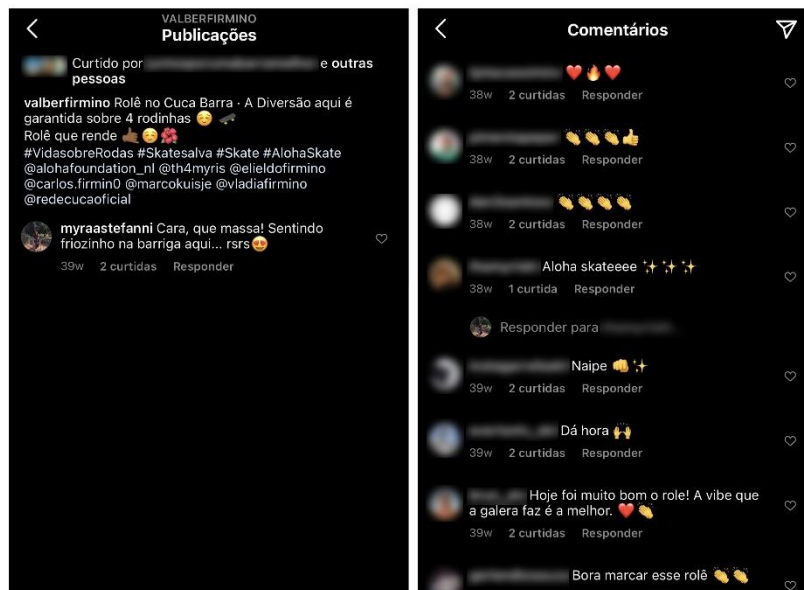 VALBERFIRMINO
Publicações
Curtido por e outras
pessoas
valberfirmino Rolê no Cuca Barra · A Diversão aqui é
garantida sobre 4 rodinhas ☺️ 🛹
Rolê que rende 🤙🏾☺️🌺
#VidasobreRodas #Skatesalva #Skate #AlohaSkate
@alohafoundation_nl @th4myris @elieldofirmino
@carlos.firmin0 @marcokuisje @vladiafirmino
@redecucaoficial
myraastefanni Cara, que massa! Sentindo
friozinho na barriga aqui... rsrs😍
39w 2 curtidas Responder
Comentários
❤️🔥❤️
38w 2 curtidas Responder
👏👏👏👍
38w 2 curtidas Responder
👏👏👏👏
38w 2 curtidas Responder
Aloha skateeee ✨✨✨
38w 1 curtida Responder
Responder para
Naipe 👊✨
39w 2 curtidas Responder
Dá hora 🙌
39w 2 curtidas Responder
Hoje foi muito bom o role! A vibe que
a galera faz é a melhor. ❤️👏
39w 2 curtidas Responder
Bora marcar esse rolê 👏👏